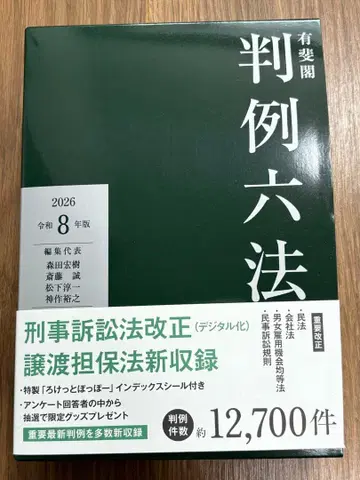 有斐閣
判例六法
2026
令和8年版
編集代表
森田宏樹
斎藤 誠
松下淳一
神作裕之
重要改正
・民法
・会社法
・男女雇用機会均等法
・民事訴訟規則
刑事訴訟法改正(デジタル化)
譲渡担保法新収録
・特製「ろけっとぽっぽー」インデックスシール付き
・アンケート回答者の中から
抽選で限定グッズプレゼント
重要最新判例を多数新収録
判例件数 約12,700件